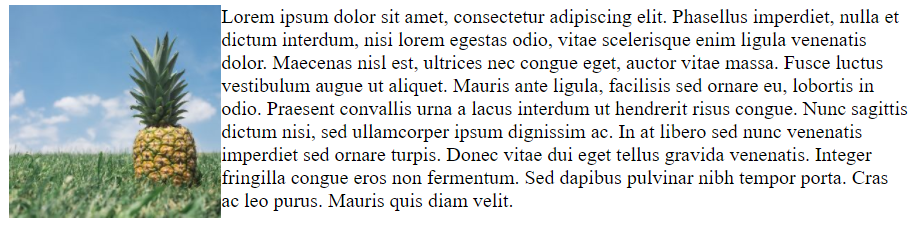 Lorem ipsum dolor sit amet, consectetur adipiscing elit. Phasellus imperdiet, nulla et
dictum interdum, nisi lorem egestas odio, vitae scelerisque enim ligula venenatis
dolor. Maecenas nisl est, ultrices nec congue eget, auctor vitae massa. Fusce luctus
vestibulum augue ut aliquet. Mauris ante ligula, facilisis sed ornare eu, lobortis in
odio. Praesent convallis urna a lacus interdum ut hendrerit risus congue. Nunc sagittis
dictum nisi, sed ullamcorper ipsum dignissim ac. In at libero sed nunc venenatis
imperdiet sed ornare turpis. Donec vitae dui eget tellus gravida venenatis. Integer
fringilla congue eros non fermentum. Sed dapibus pulvinar nibh tempor porta. Cras
ac leo purus. Mauris quis diam velit.